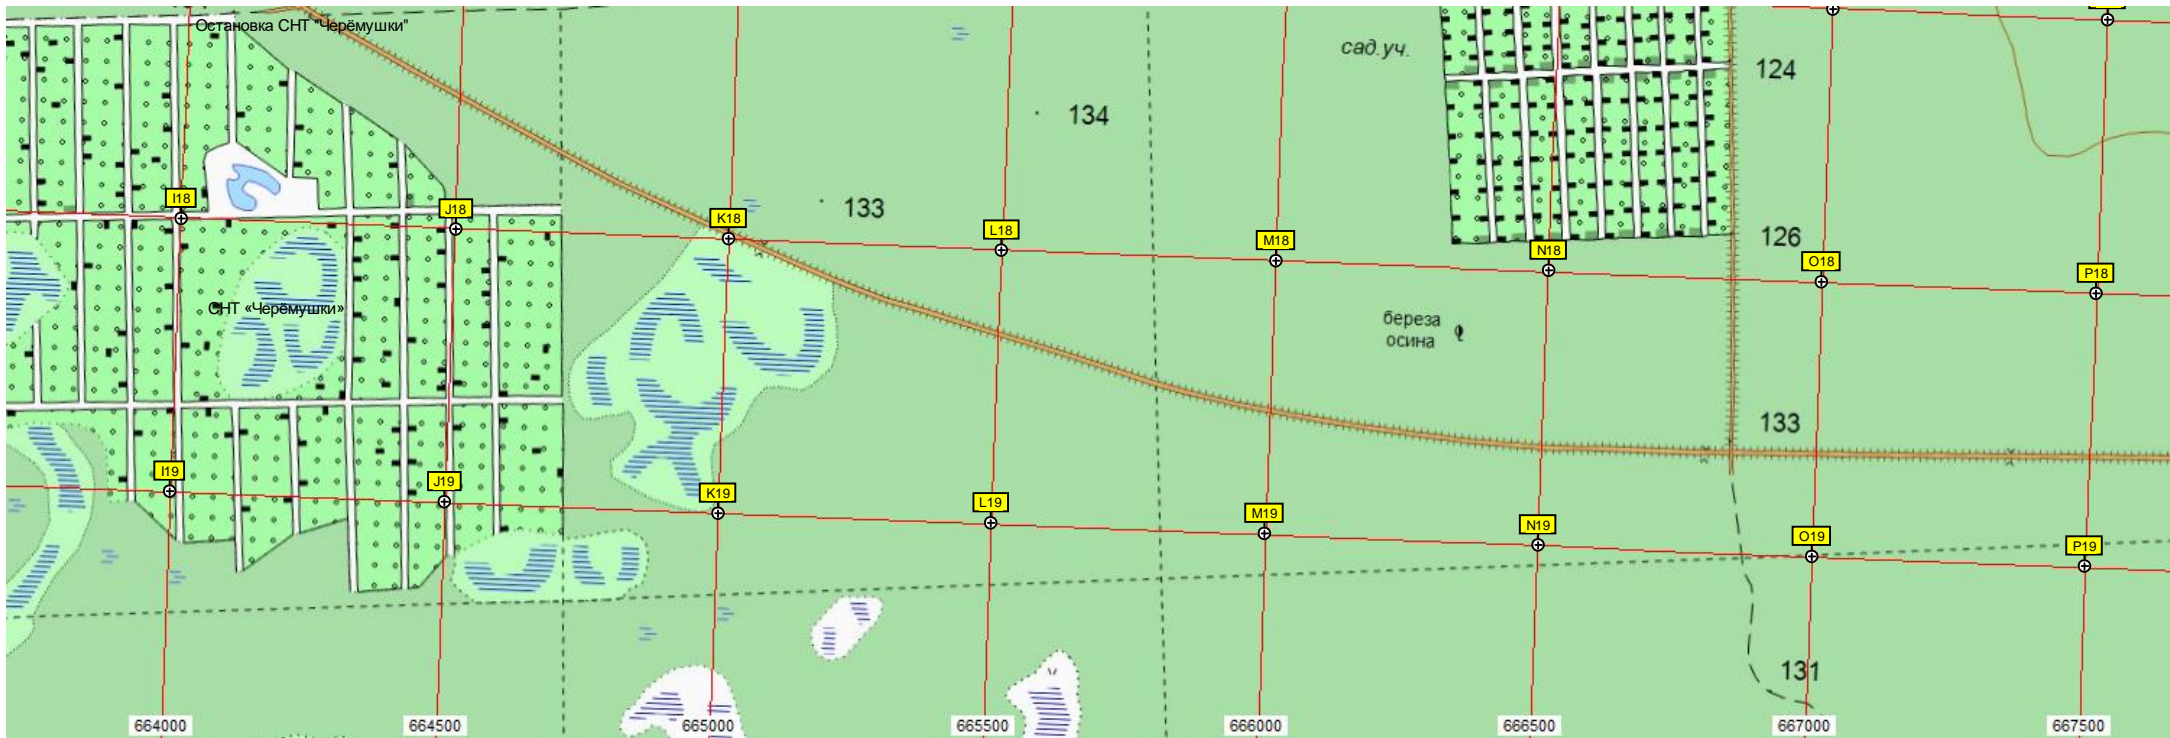 Остановка СНТ "Черёмушки"
сад.уч.
124
134
I18
J18
133
K18
L18
M18
N18
126
O18
P18
СНТ «Черёмушки»
береза
осина
133
I19
J19
K19
L19
M19
N19
O19
P19
131
664000
664500
665000
665500
666000
666500
667000
667500